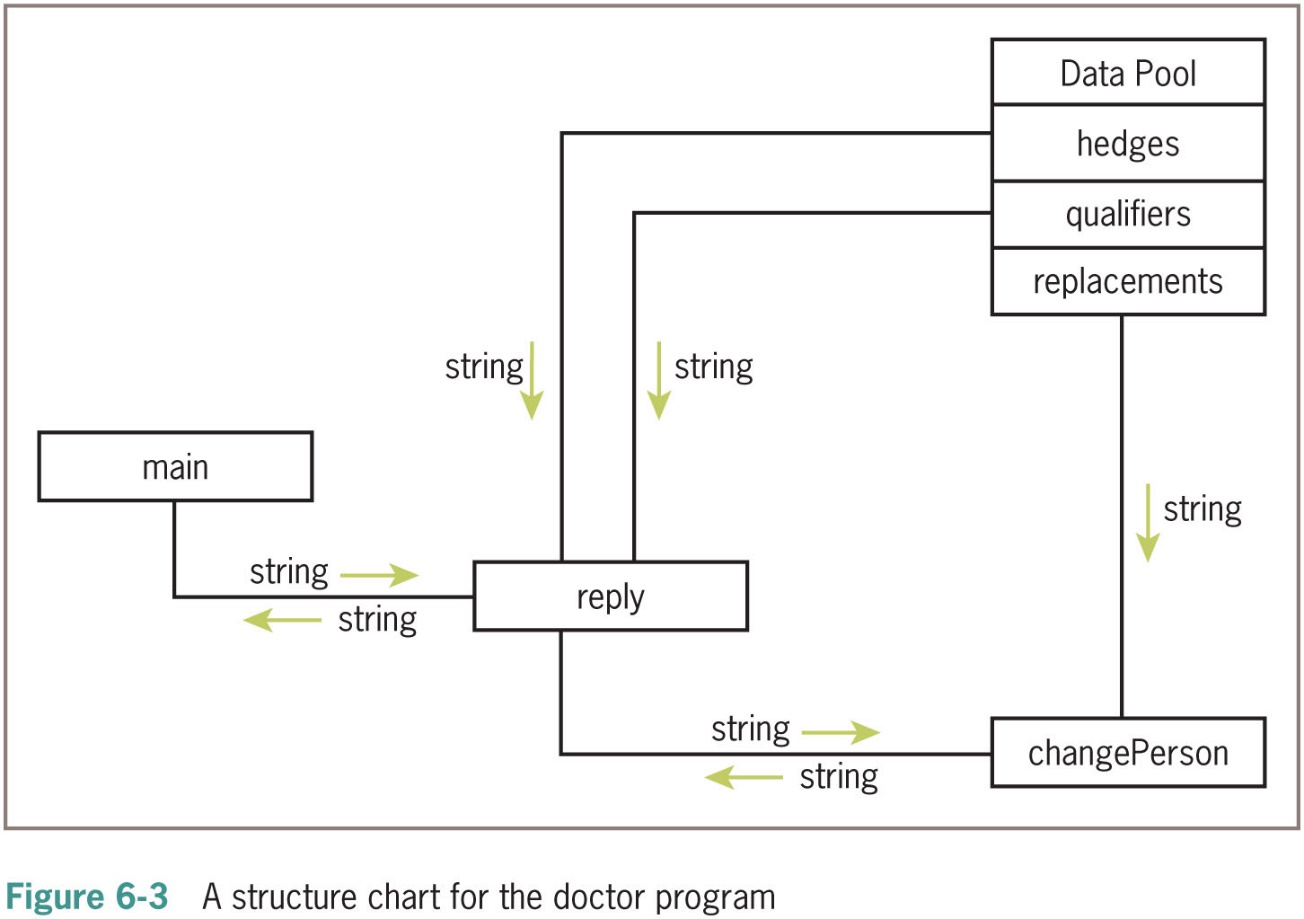 Data Pool
hedges
qualifiers
replacements
string
string
main
string
string
reply
string
string
changePerson
string
Figure 6-3 A structure chart for the doctor program